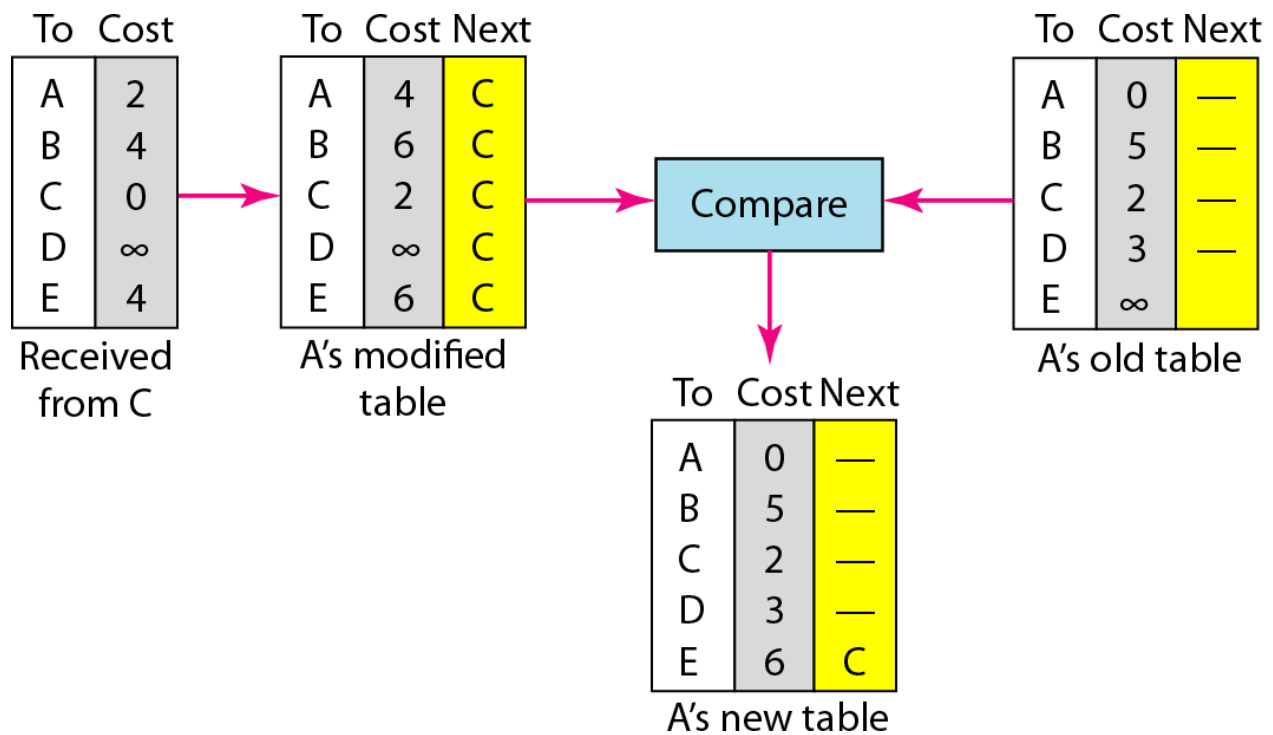 To Cost
A 2
B 4
C 0
D ∞
E 4
Received
from C
To Cost Next
A 4 C
B 6 C
C 2 C
D ∞ C
E 6 C
A's modified
table
Compare
To Cost Next
A 0 —
B 5 —
C 2 —
D 3 —
E ∞
A's old table
To Cost Next
A 0 —
B 5 —
C 2 —
D 3 —
E 6 C
A's new table